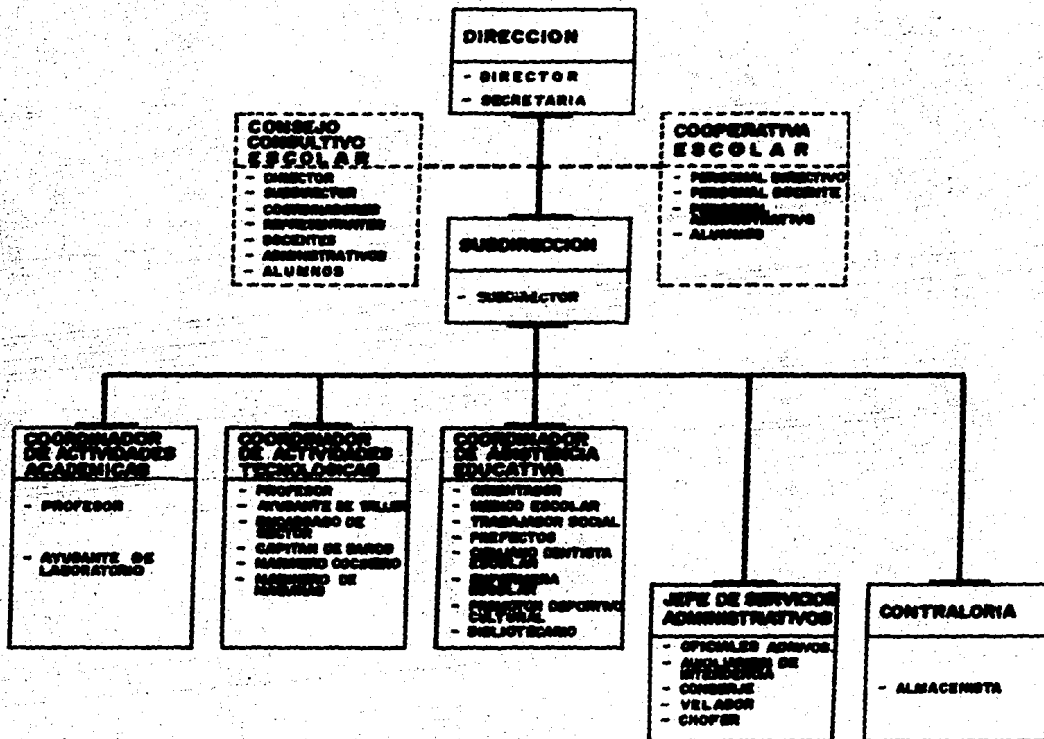 DIRECCION
- DIRECTOR
- SECRETARIA
CONSEJO
CONSULTIVO
ESCOLAR
- DIRECTOR
- SUBDIRECTOR
- COORDINADORES
- REPRESENTANTES
- DOCENTES
- ADMINISTRATIVOS
- ALUMNOS
COOPERATIVA
ESCOLAR
- PERSONAL DIRECTIVO
- PERSONAL DOCENTE
- PERSONAL
ADMINISTRATIVO
- ALUMNOS
SUBDIRECCION
- SUBDIRECTOR
COORDINADOR
DE ACTIVIDADES
ACADEMICAS
- PROFESOR
- AYUDANTE DE
LABORATORIO
COORDINADOR
DE ACTIVIDADES
TECNOLOGICAS
- PROFESOR
- AYUDANTE DE TALLER
- ENCARGADO DE
SECTOR
- CAPITAN DE BARCO
- MARINERO COCINERO
- MARINERO DE
MAQUINAS
COORDINADOR
DE ASISTENCIA
EDUCATIVA
- ORIENTADOR
- MEDICO ESCOLAR
- TRABAJADOR SOCIAL
- PREFECTOS
- CIRUJANO DENTISTA
ESCOLAR
- ENFERMERA
ESCOLAR
- PROMOTOR DEPORTIVO
CULTURAL
- BIBLIOTECARIO
JEFE DE SERVICIOS
ADMINISTRATIVOS
- OFICIALES ADMVOS.
- AUXILIARES DE
INTENDENCIA
- CONSERJE
- VELADOR
- CHOFER
CONTRALORIA
- ALMACENISTA